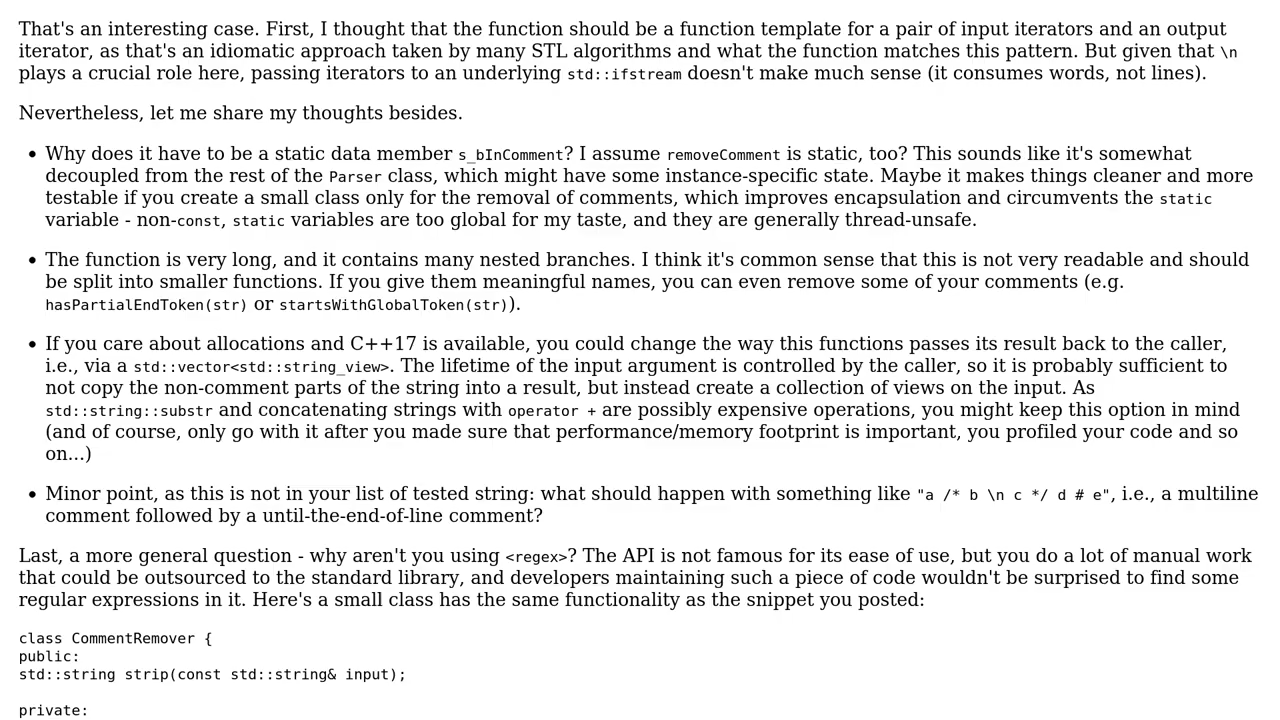 That's an interesting case. First, I thought that the function should be a function template for a pair of input iterators and an output
iterator, as that's an idiomatic approach taken by many STL algorithms and what the function matches this pattern. But given that \n
plays a crucial role here, passing iterators to an underlying std::ifstream doesn't make much sense (it consumes words, not lines).
Nevertheless, let me share my thoughts besides.
• Why does it have to be a static data member s_bInComment? I assume removeComment is static, too? This sounds like it's somewhat
decoupled from the rest of the Parser class, which might have some instance-specific state. Maybe it makes things cleaner and more
testable if you create a small class only for the removal of comments, which improves encapsulation and circumvents the static
variable - non-const, static variables are too global for my taste, and they are generally thread-unsafe.
• The function is very long, and it contains many nested branches. I think it's common sense that this is not very readable and should
be split into smaller functions. If you give them meaningful names, you can even remove some of your comments (e.g.
hasPartialEndToken(str) or startsWithGlobalToken(str)).
• If you care about allocations and C++17 is available, you could change the way this functions passes its result back to the caller,
i.e., via a std::vector<std::string_view>. The lifetime of the input argument is controlled by the caller, so it is probably sufficient to
not copy the non-comment parts of the string into a result, but instead create a collection of views on the input. As
std::string::substr and concatenating strings with operator + are possibly expensive operations, you might keep this option in mind
(and of course, only go with it after you made sure that performance/memory footprint is important, you profiled your code and so
on...)
• Minor point, as this is not in your list of tested string: what should happen with something like "a /* b \n c */ d # e", i.e., a multiline
comment followed by a until-the-end-of-line comment?
Last, a more general question - why aren't you using <regex>? The API is not famous for its ease of use, but you do a lot of manual work
that could be outsourced to the standard library, and developers maintaining such a piece of code wouldn't be surprised to find some
regular expressions in it. Here's a small class has the same functionality as the snippet you posted:
class CommentRemover {
public:
std::string strip(const std::string& input);
private: